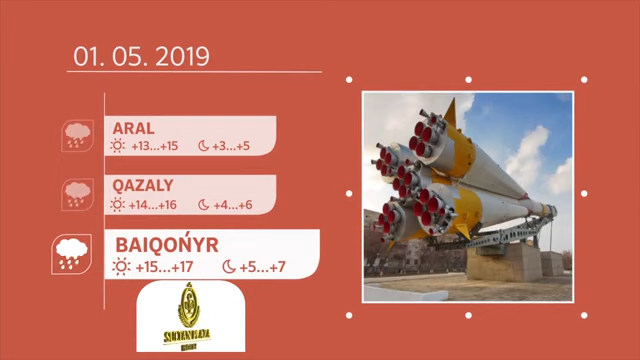 01. 05. 2019
ARAL
+13...+15 +3...+5
QAZALY
+14...+16 +4...+6
BAIQOŃYR
+15...+17 +5...+7